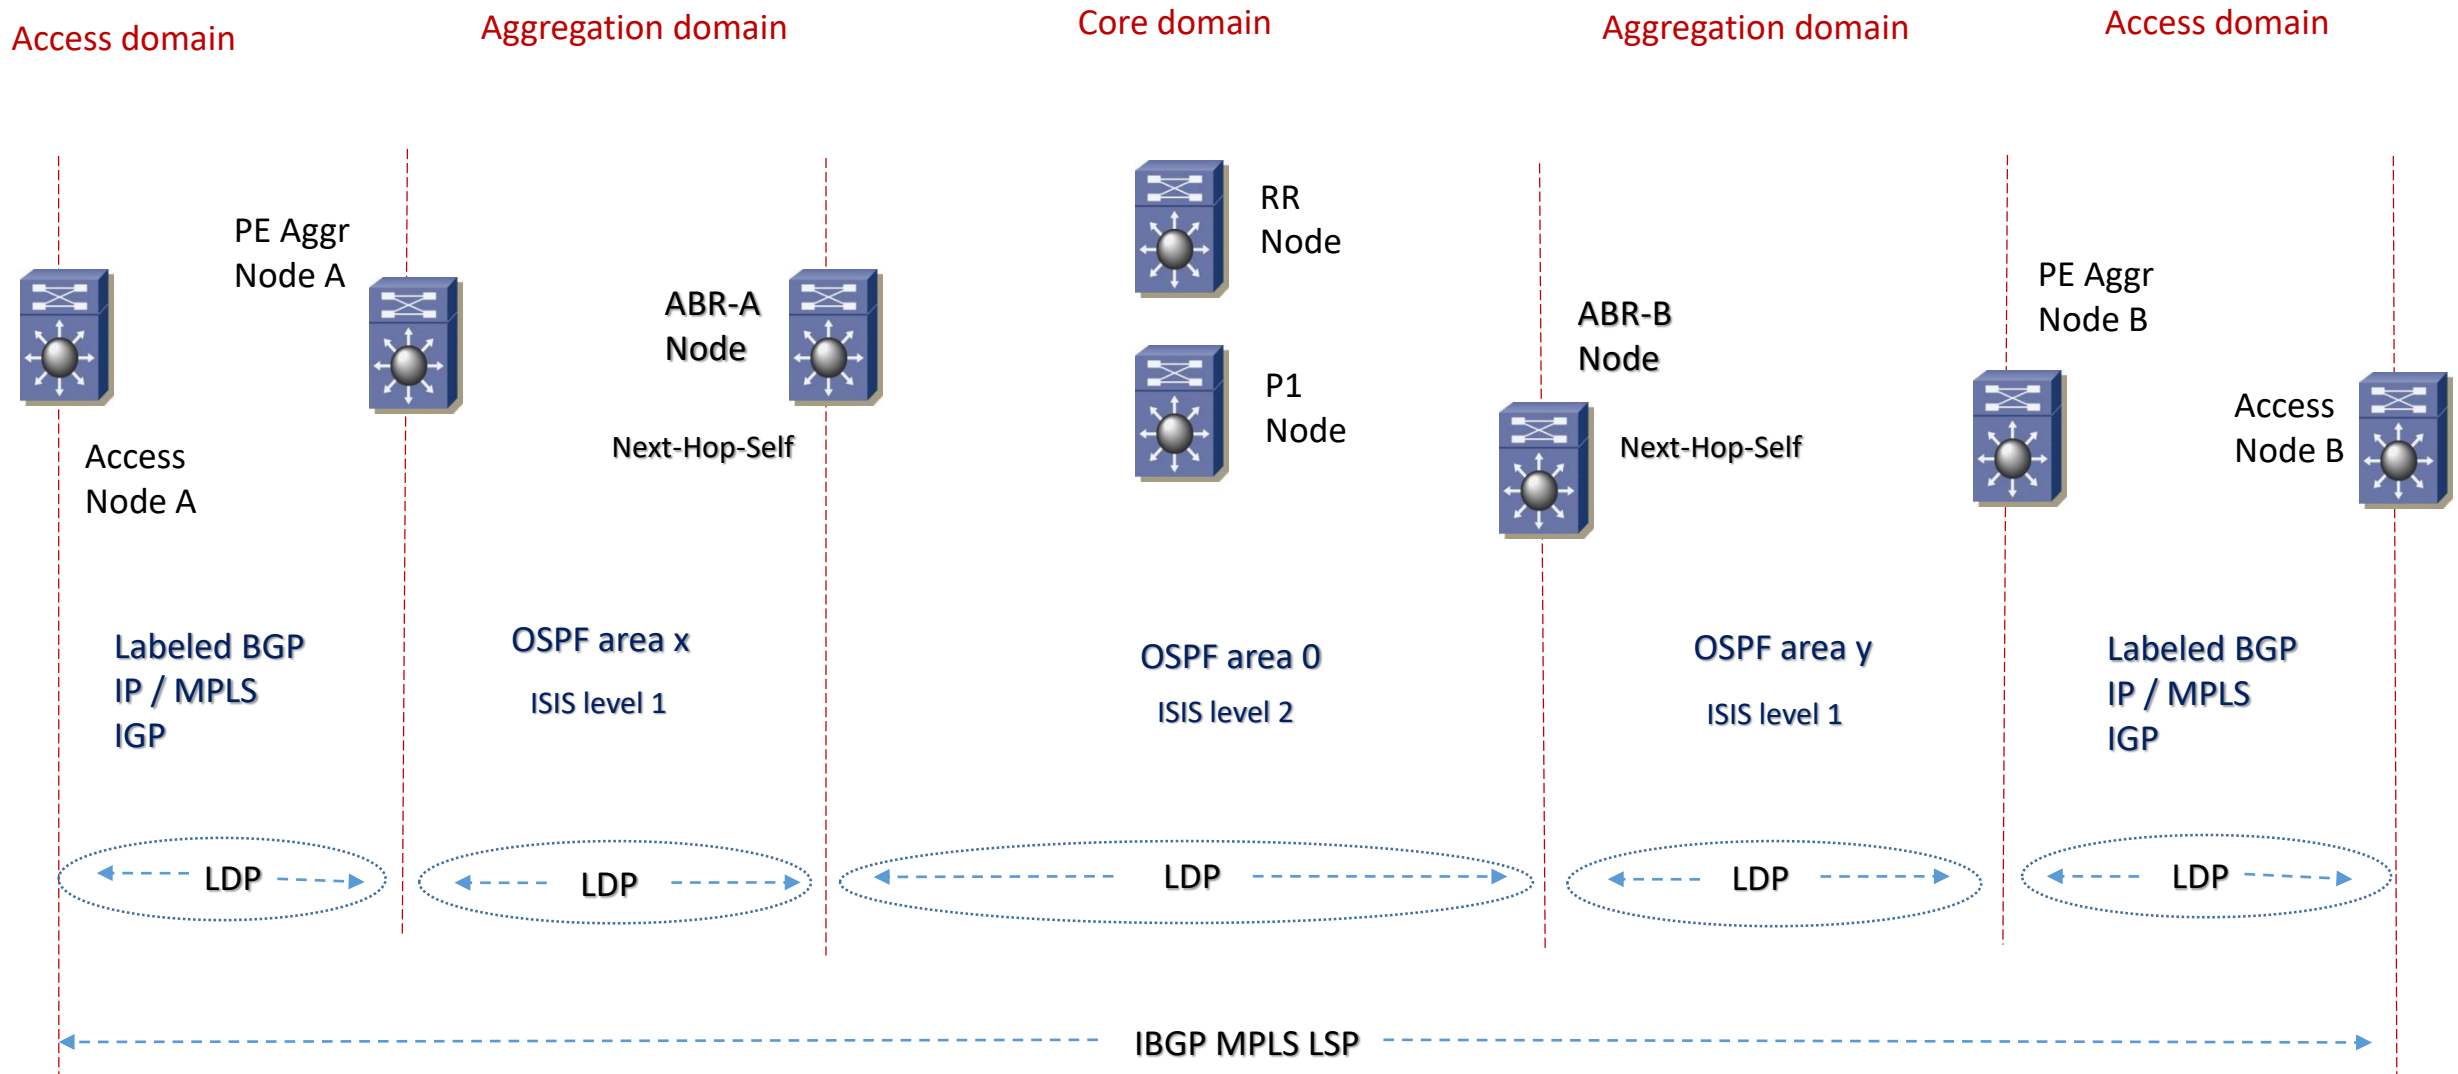 Access domain
Aggregation domain
Core domain
Aggregation domain
Access domain
PE Aggr
Node A
ABR-A
Node
Next-Hop-Self
Access
Node A
RR
Node
P1
Node
ABR-B
Node
Next-Hop-Self
PE Aggr
Node B
Access
Node B
Labeled BGP
IP / MPLS
IGP
OSPF area x
ISIS level 1
OSPF area 0
ISIS level 2
OSPF area y
ISIS level 1
Labeled BGP
IP / MPLS
IGP
LDP
LDP
LDP
LDP
LDP
IBGP MPLS LSP